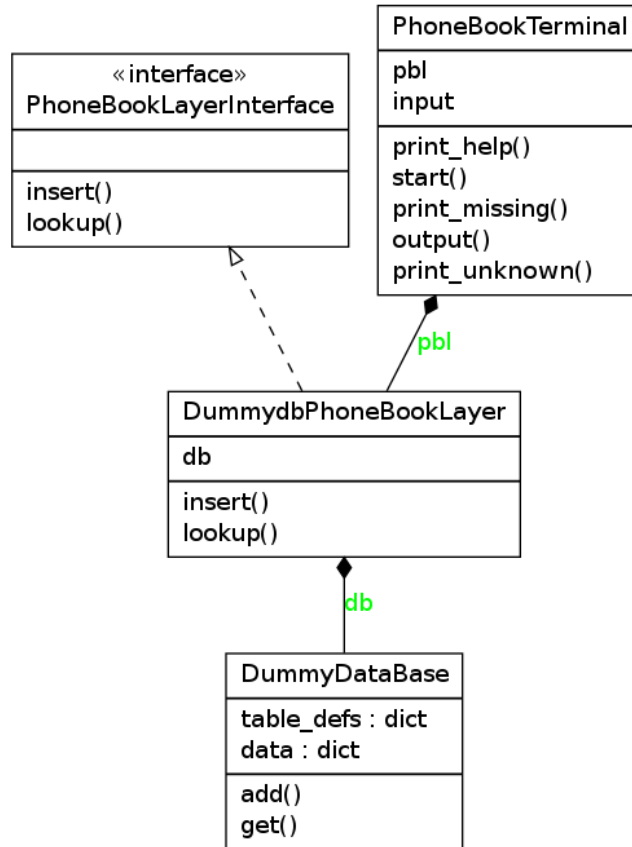 «interface»
PhoneBookLayerInterface
insert()
lookup()
PhoneBookTerminal
pbl
input
print_help()
start()
print_missing()
output()
print_unknown()
pbl
DummydbPhoneBookLayer
db
insert()
lookup()
db
DummyDataBase
table_defs : dict
data : dict
add()
get()